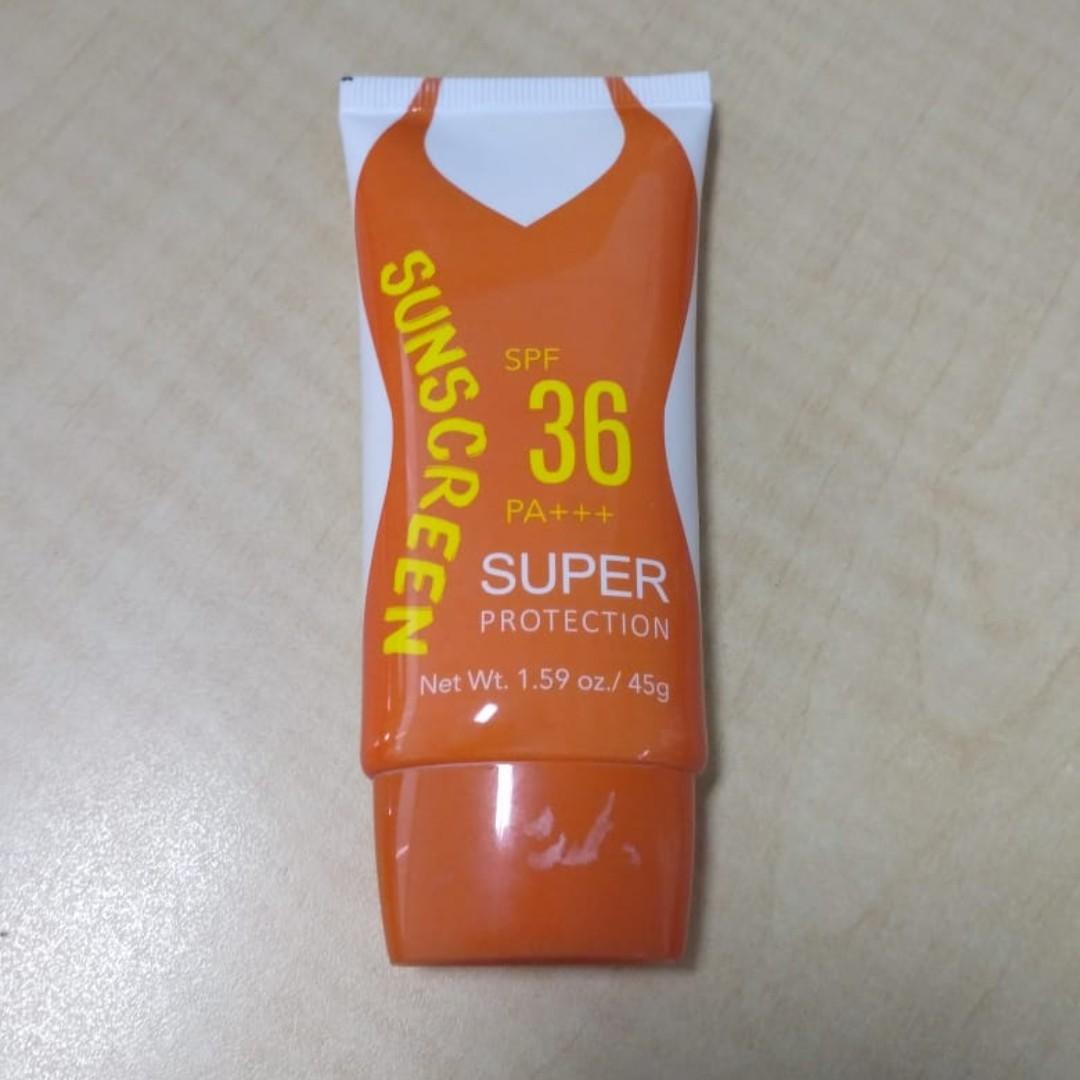 SUNSCREEN
SPF
36
PA+++
SUPER
PROTECTION
Net Wt. 1.59 oz./ 45g